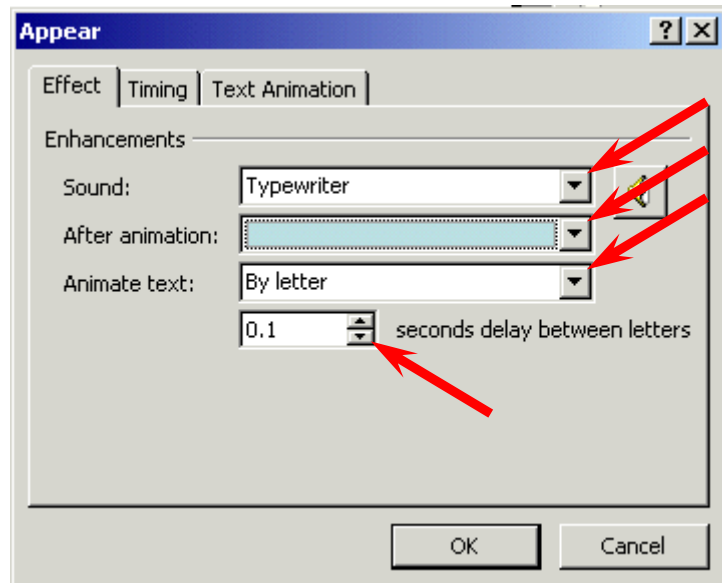 Appear
Effect Timing Text Animation
Enhancements
Sound: Typewriter
After animation:
Animate text: By letter
0.1 seconds delay between letters
OK Cancel